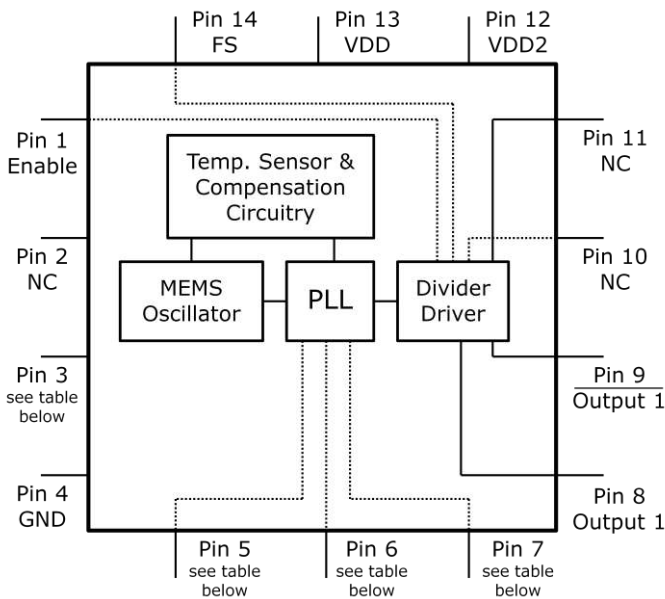 Pin 14
FS
Pin 13
VDD
Pin 12
VDD2
Pin 1
Enable
Pin 11
NC
Temp. Sensor &
Compensation
Circuitry
Pin 2
NC
Pin 10
NC
MEMS
Oscillator
PLL
Divider
Driver
Pin 3
see table
below
Pin 9
Output 1
Pin 4
GND
Pin 8
Output 1
Pin 5
see table
below
Pin 6
see table
below
Pin 7
see table
below